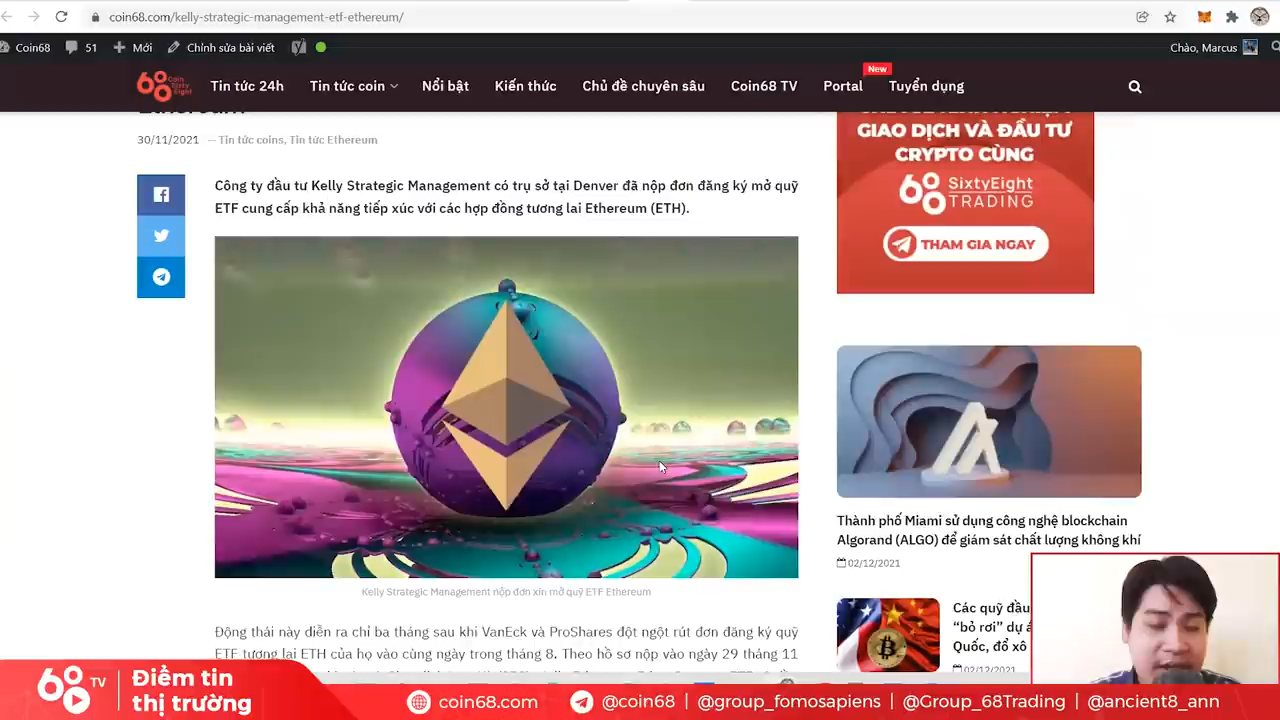 coin68.com/kelly-strategic-management-etf-ethereum/
Coin68 51 Mới Chỉnh sửa bài viết
Chào, Marcus
68 Coin Sixty Eight
Tin tức 24h Tin tức coin Nổi bật Kiến thức Chủ đề chuyên sâu Coin68 TV Portal New Tuyển dụng
30/11/2021 — Tin tức coins, Tin tức Ethereum
Công ty đầu tư Kelly Strategic Management có trụ sở tại Denver đã nộp đơn đăng ký mở quỹ
ETF cung cấp khả năng tiếp xúc với các hợp đồng tương lai Ethereum (ETH).
Kelly Strategic Management nộp đơn xin mở quỹ ETF Ethereum
Động thái này diễn ra chỉ ba tháng sau khi VanEck và ProShares đột ngột rút đơn đăng ký quỹ
ETF tương lai ETH của họ vào cùng ngày trong tháng 8. Theo hồ sơ nộp vào ngày 29 tháng 11
GIAO DỊCH VÀ ĐẦU TƯ
CRYPTO CÙNG
68 SixtyEight
TRADING
THAM GIA NGAY
Thành phố Miami sử dụng công nghệ blockchain
Algorand (ALGO) để giám sát chất lượng không khí
02/12/2021
Các quỹ đầu
“bỏ rơi” dự á
Quốc, đổ xô
02/12/2021
68 TV
Điểm tin
thị trường
coin68.com @coin68 | @group_fomosapiens | @Group_68Trading | @ancient8_ann